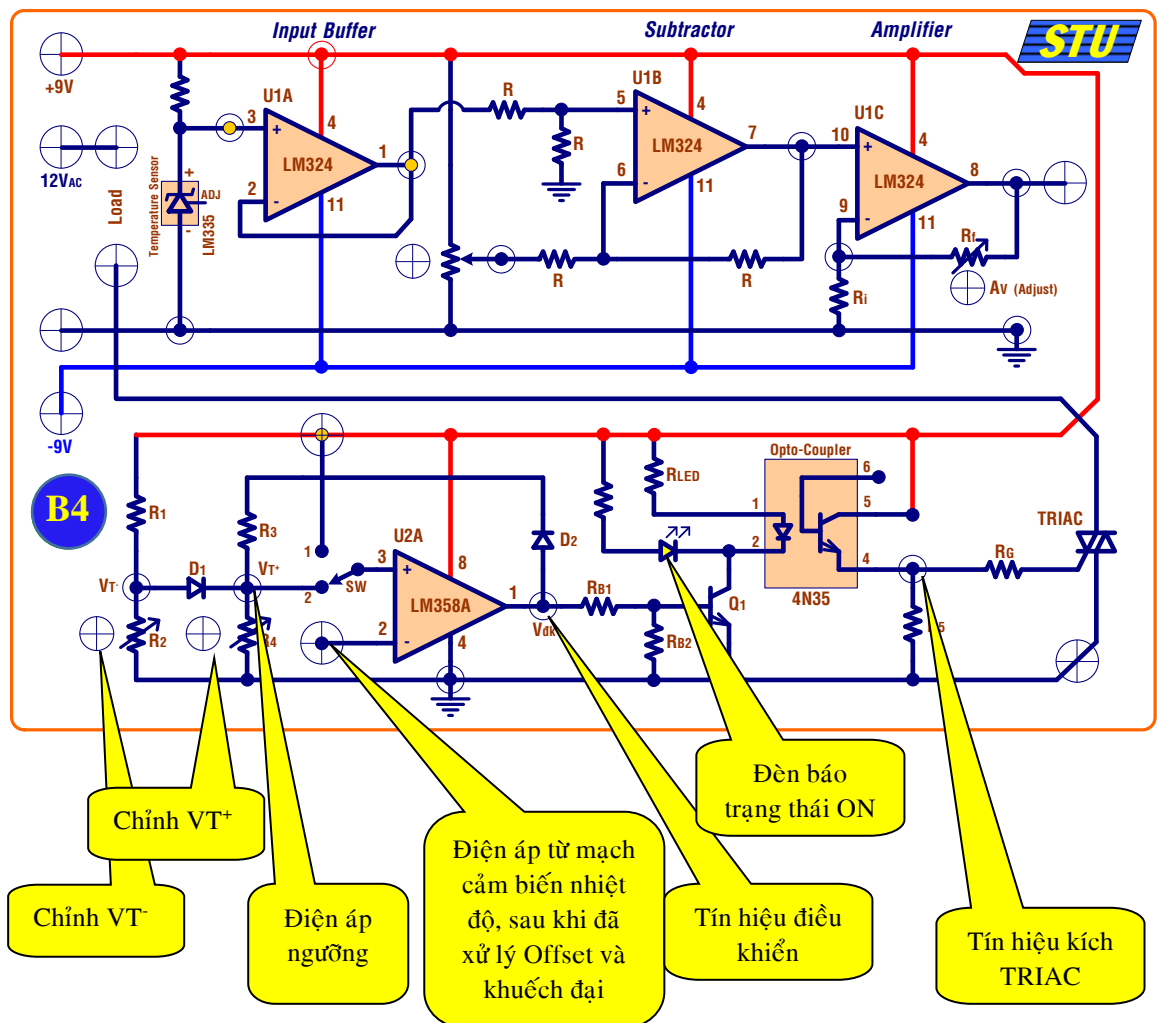 Input Buffer
Subtractor
Amplifier
STU
+9V
12VAC
Load
Temperature Sensor
+
ADJ
-
LM335
U1A
3
+
4
1
LM324
2
-
11
R
R
U1B
5
+
4
7
LM324
6
-
11
R
R
U1C
10
+
4
8
LM324
9
-
11
Rf
Ri
AV (Adjust)
-9V
B4
R1
R3
VT-
D1
VT+
R2
R4
1
2
SW
U2A
3
+
8
1
LM358A
2
-
4
D2
Vdk
RB1
RB2
Q1
RLED
Opto-Coupler
6
1
5
2
4
4N35
TRIAC
RG
Chỉnh VT-
Chỉnh VT+
Điện áp
ngưỡng
Điện áp từ mạch
cảm biến nhiệt
độ, sau khi đã
xử lý Offset và
khuếch đại
Tín hiệu điều
khiển
Đèn báo
trạng thái ON
Tín hiệu kích
TRIAC